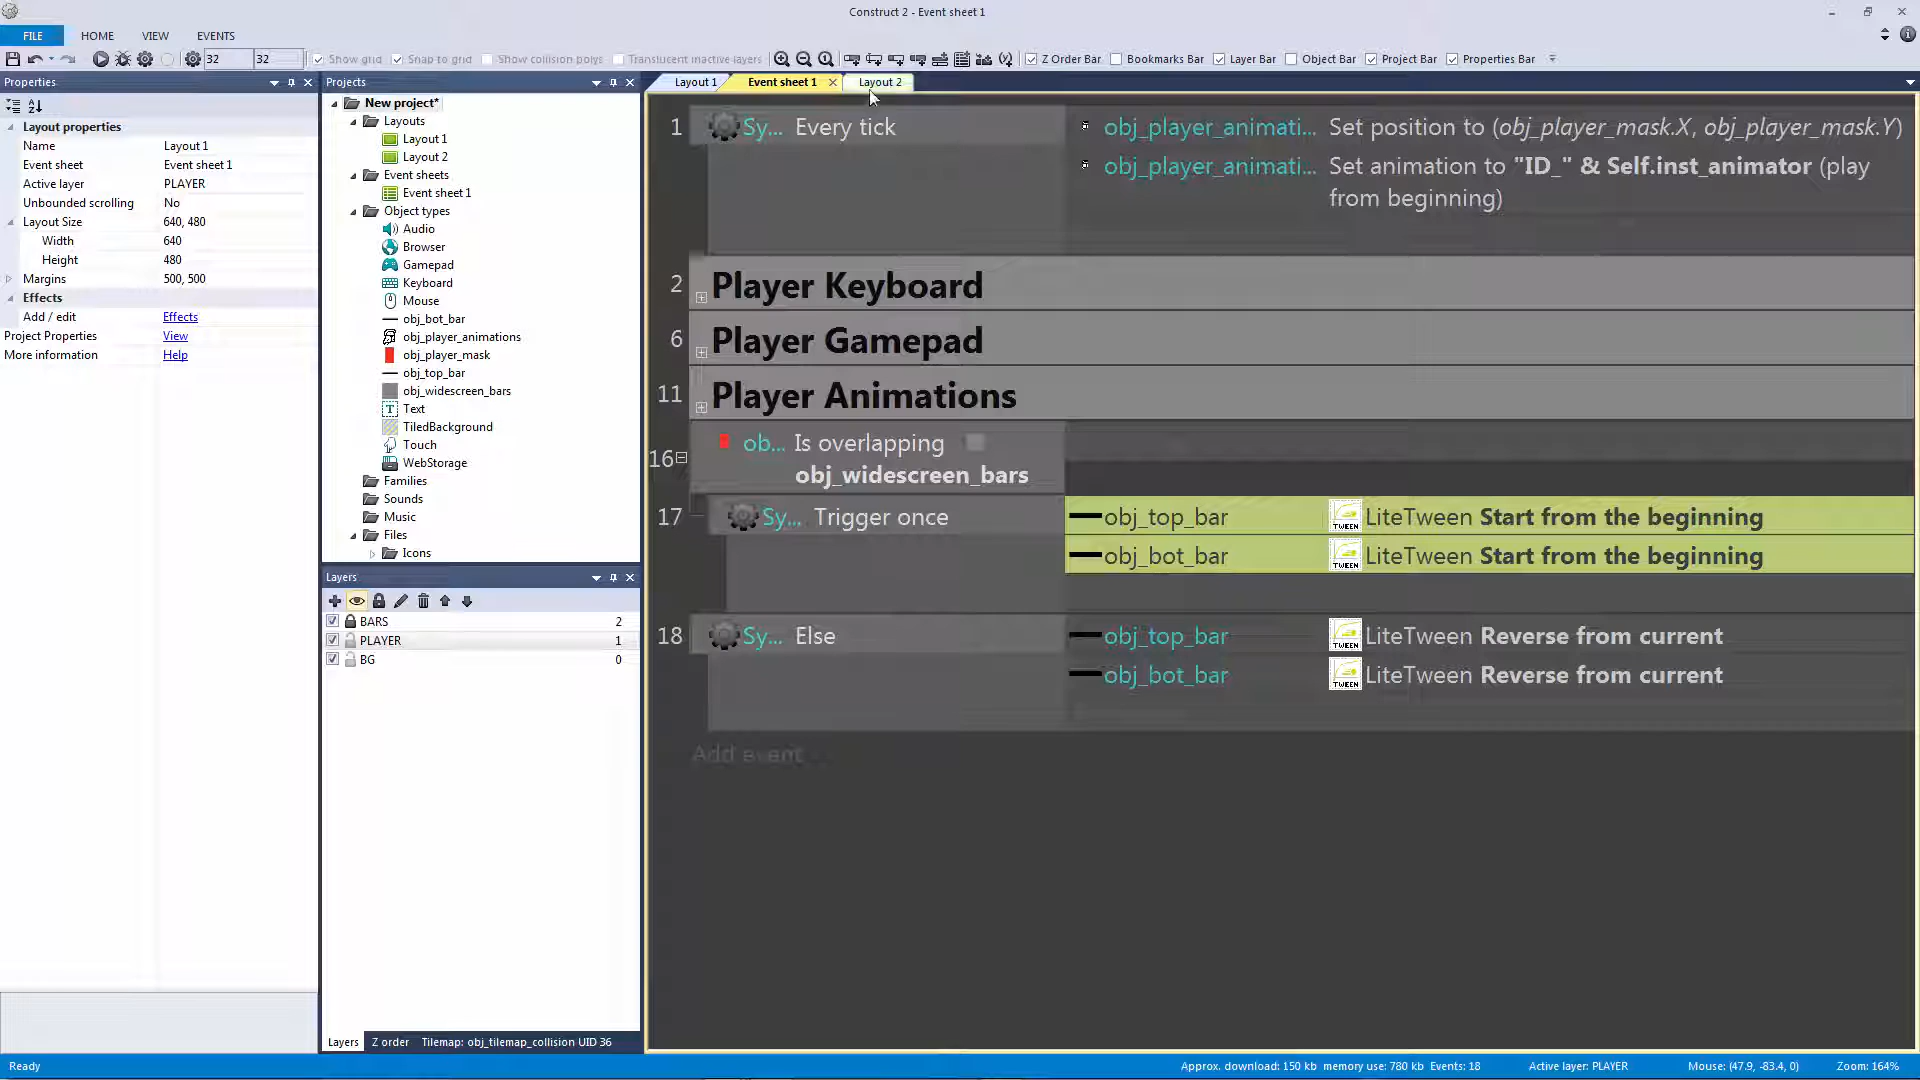 Construct 2 - Event sheet 1
FILE HOME VIEW EVENTS
32 32 Show grid Snap to grid Show collision polys Translucent inactive layers Z Order Bar Bookmarks Bar Layer Bar Object Bar Project Bar Properties Bar
Properties
Layout properties
Name Layout 1
Event sheet Event sheet 1
Active layer PLAYER
Unbounded scrolling No
Layout Size 640, 480
Width 640
Height 480
Margins 500, 500
Effects
Add / edit Effects
Project Properties View
More information Help
Projects
New project*
Layouts
Layout 1
Layout 2
Event sheets
Event sheet 1
Object types
Audio
Browser
Gamepad
Keyboard
Mouse
obj_bot_bar
obj_player_animations
obj_player_mask
obj_top_bar
obj_widescreen_bars
Text
TiledBackground
Touch
WebStorage
Families
Sounds
Music
Files
Icons
Layers
BARS 2
PLAYER 1
BG 0
Layers Z order Tilemap: obj_tilemap_collision UID 36
Layout 1 Event sheet 1 Layout 2
1 Sy... Every tick obj_player_animati... Set position to (obj_player_mask.X, obj_player_mask.Y)
obj_player_animati... Set animation to "ID_" & Self.inst_animator (play
from beginning)
2 Player Keyboard
6 Player Gamepad
11 Player Animations
16 ob... Is overlapping
obj_widescreen_bars
17 Sy... Trigger once obj_top_bar TWEEN LiteTween Start from the beginning
obj_bot_bar TWEEN LiteTween Start from the beginning
18 Sy... Else obj_top_bar TWEEN LiteTween Reverse from current
obj_bot_bar TWEEN LiteTween Reverse from current
Add event ...
Ready Approx. download: 150 kb memory use: 780 kb Events: 18 Active layer: PLAYER Mouse: (47.9, -83.4, 0) Zoom: 164%